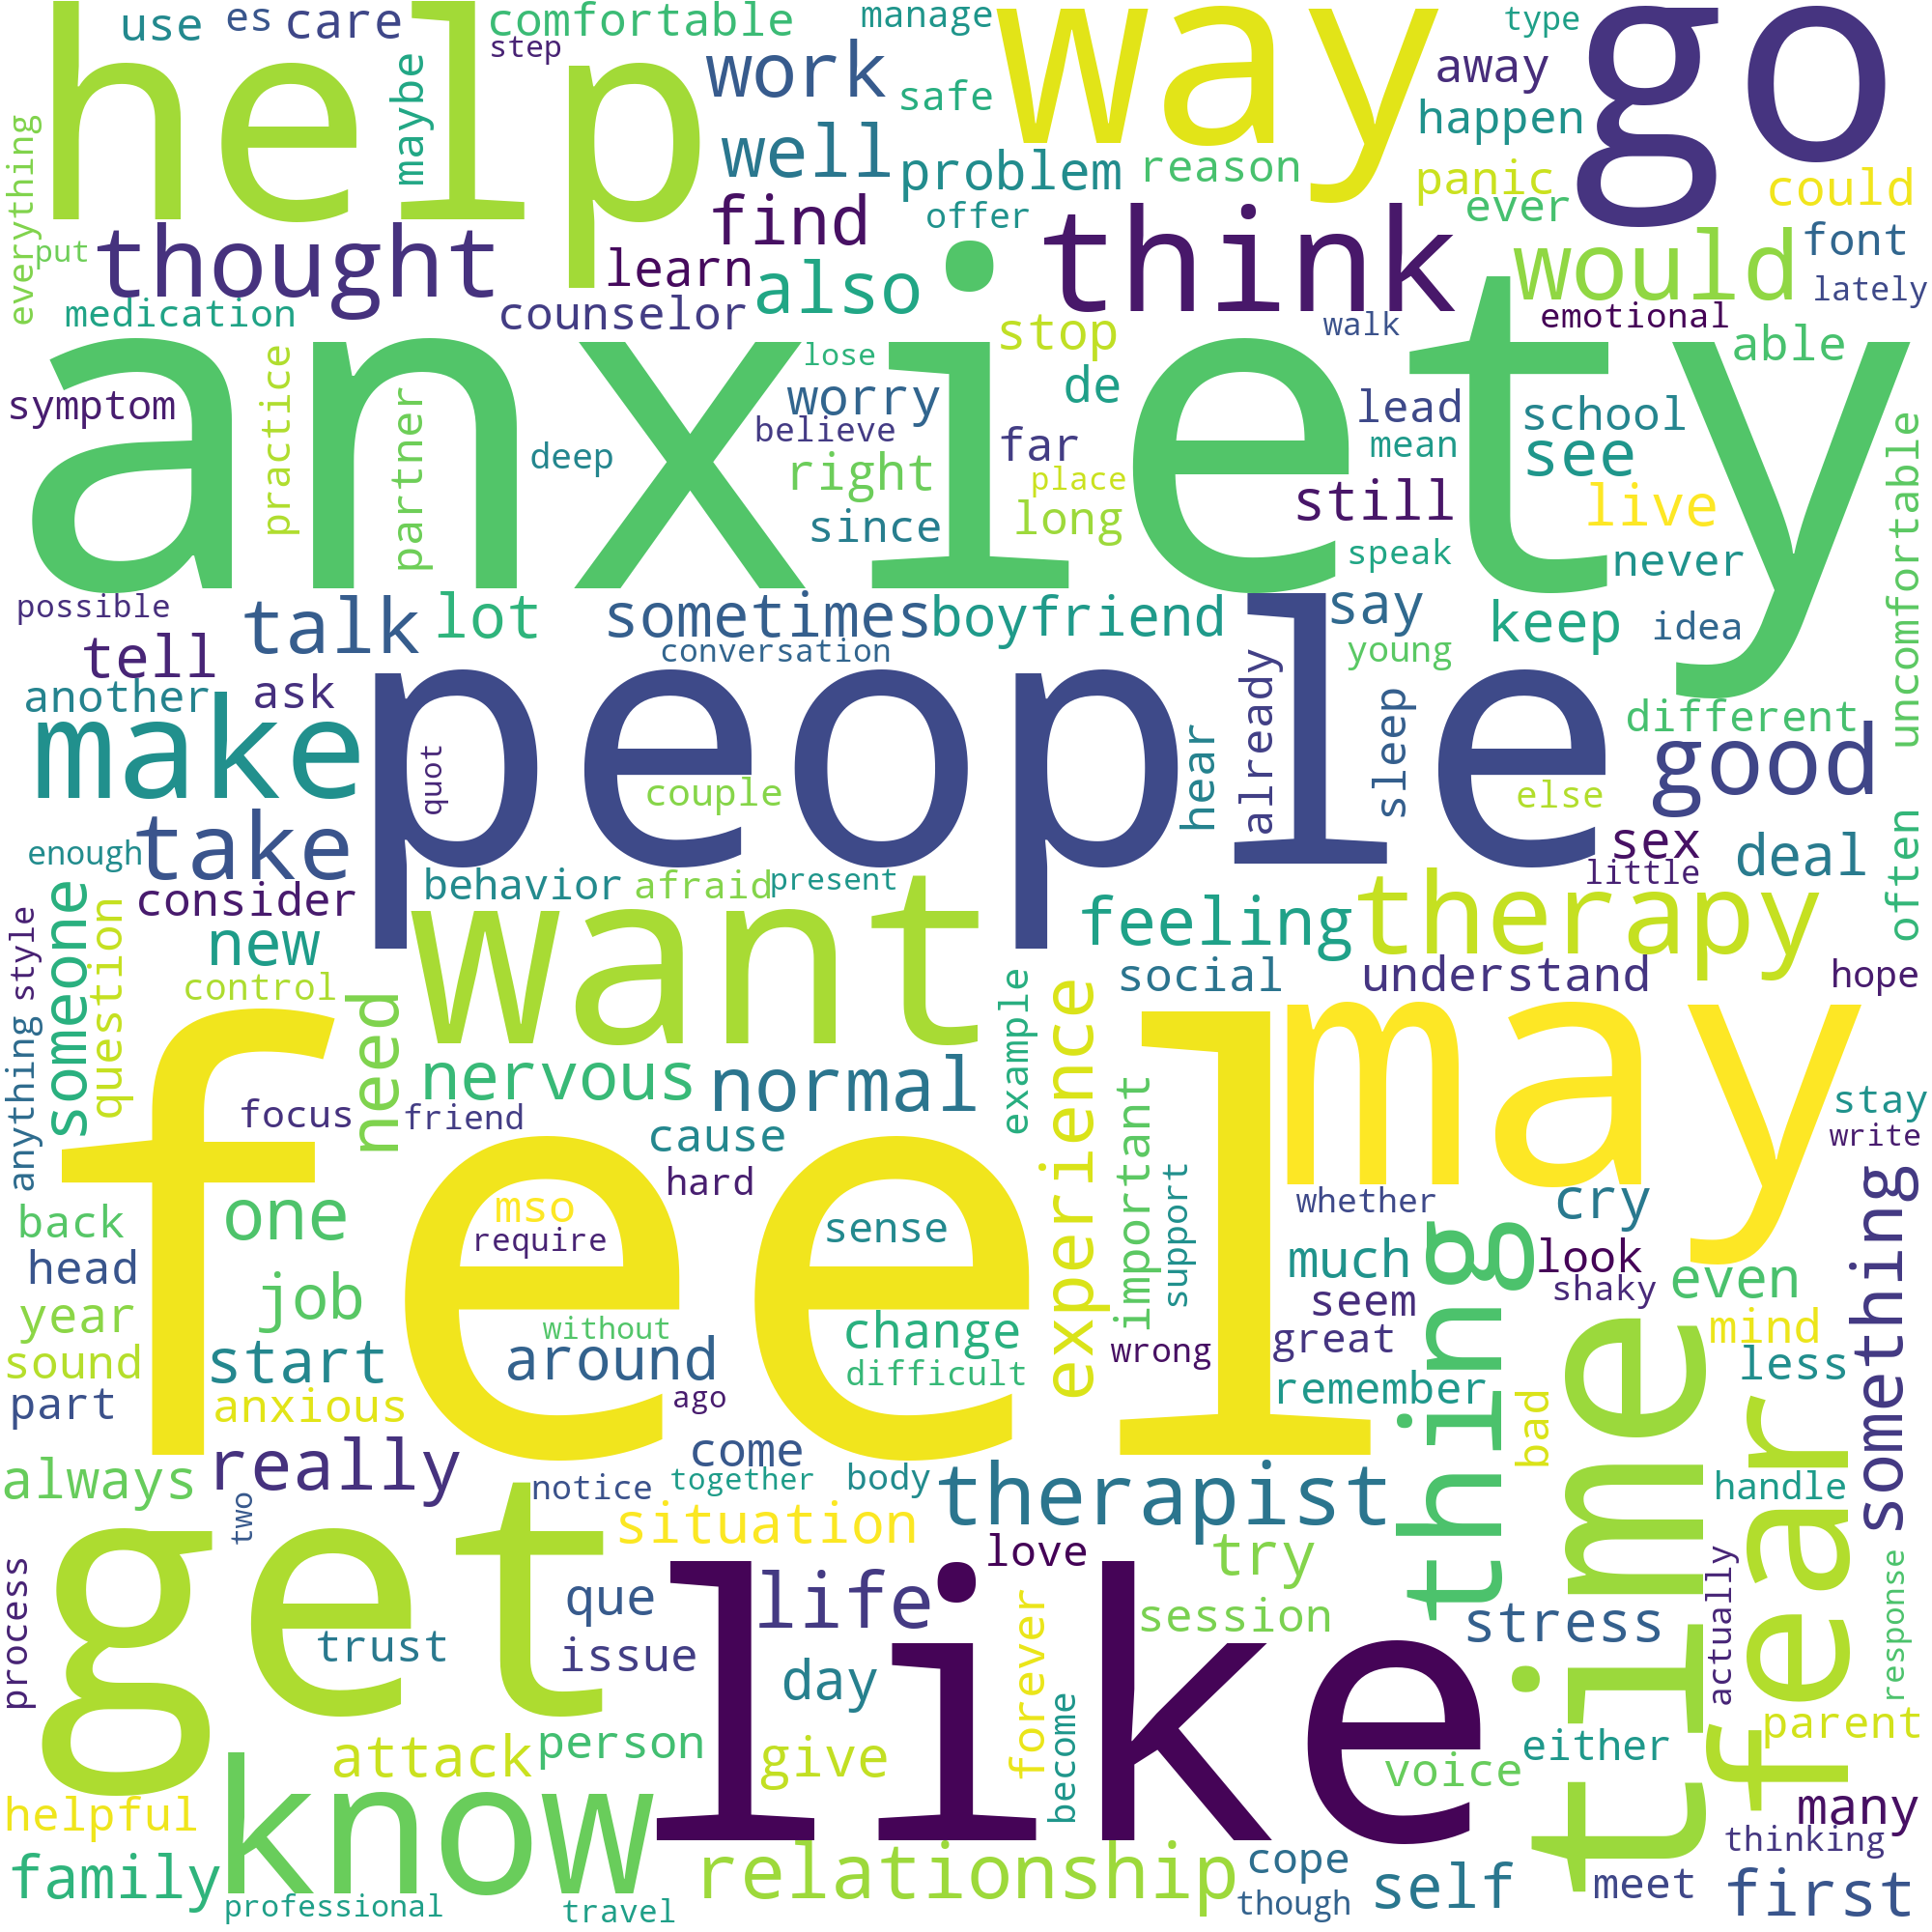 use
es
care
comfortable
manage
type
step
help
way
go
work
away
maybe
safe
happen
everything
well
problem
reason
panic
could
ever
offer
find
put
thought
think
would
font
learn
also
lately
medication
counselor
stop
walk
emotional
able
anxiety
lose
practice
partner
de
worry
symptom
lead
school
believe
far
mean
see
deep
right
place
live
uncomfortable
long
still
since
speak
never
possible
talk
lot
sometimes
boyfriend
say
keep
idea
tell
conversation
young
another
ask
make
people
already
sleep
different
hear
good
quot
couple
else
take
enough
sex
deal
little
consider
behavior
afraid
present
often
someone
want
feeling
therapy
new
style
question
control
social
understand
hope
need
example
experience
may
nervous
normal
anything
focus
friend
important
stay
write
cause
feel
hard
support
whether
cry
something
back
one
mso
require
sense
thing
much
look
head
job
shaky
even
year
seem
without
change
great
mind
sound
start
around
wrong
difficult
less
part
anxious
ago
remember
time
bad
fear
really
come
always
notice
together
body
therapist
handle
two
get
situation
love
try
process
que
life
forever
session
stress
actually
response
trust
issue
like
day
become
parent
attack
person
give
voice
either
helpful
know
many
thinking
family
relationship
cope
self
meet
first
professional
travel
though